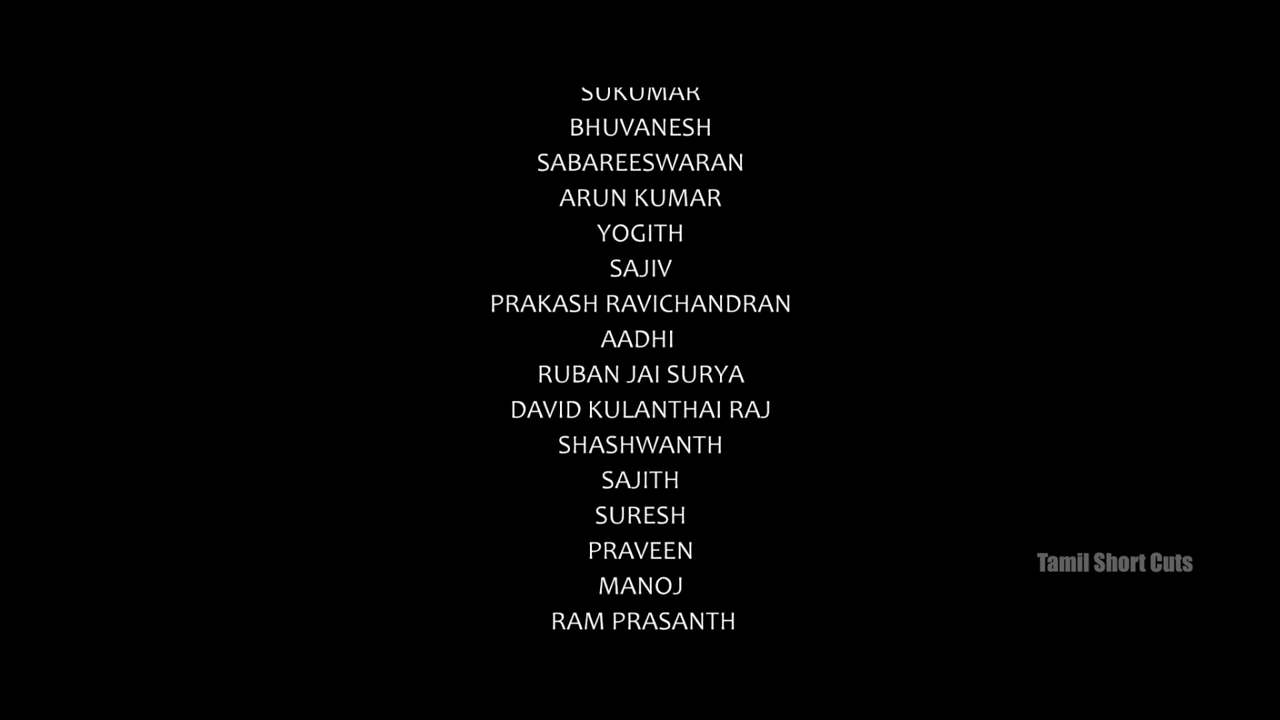 SUKUMAR
BHUVANESH
SABAREESWARAN
ARUN KUMAR
YOGITH
SAJIV
PRAKASH RAVICHANDRAN
AADHI
RUBAN JAI SURYA
DAVID KULANTHAI RAJ
SHASHWANTH
SAJITH
SURESH
PRAVEEN
Tamil Short Cuts
MANOJ
RAM PRASANTH